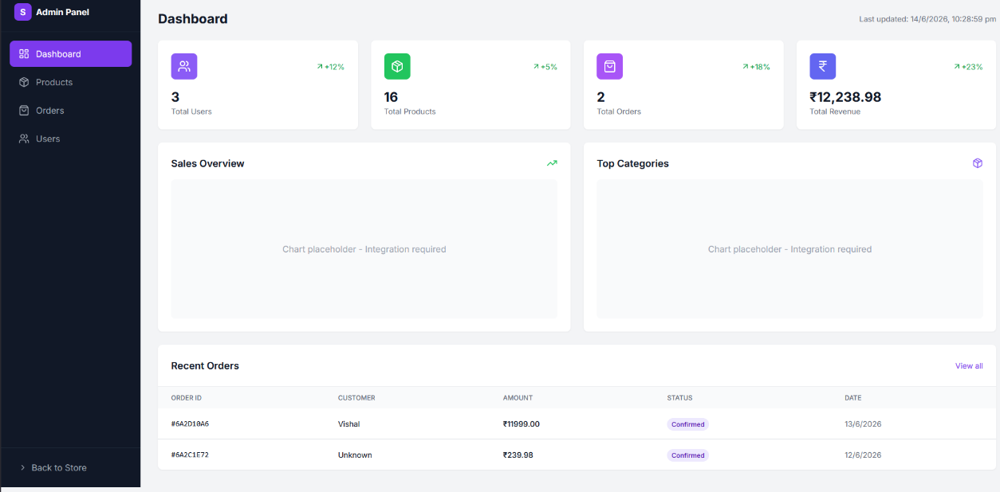 S Admin Panel
Dashboard
Products
Orders
Users
Back to Store
Dashboard
Last updated: 14/6/2026, 10:28:59 pm
+12%
3
Total Users
+5%
16
Total Products
+18%
2
Total Orders
₹
+23%
₹12,238.98
Total Revenue
Sales Overview
Chart placeholder - Integration required
Top Categories
Chart placeholder - Integration required
Recent Orders
View all
ORDER ID CUSTOMER AMOUNT STATUS DATE
#6A2D10A6 Vishal ₹11999.00 Confirmed 13/6/2026
#6A2C1E72 Unknown ₹239.98 Confirmed 12/6/2026